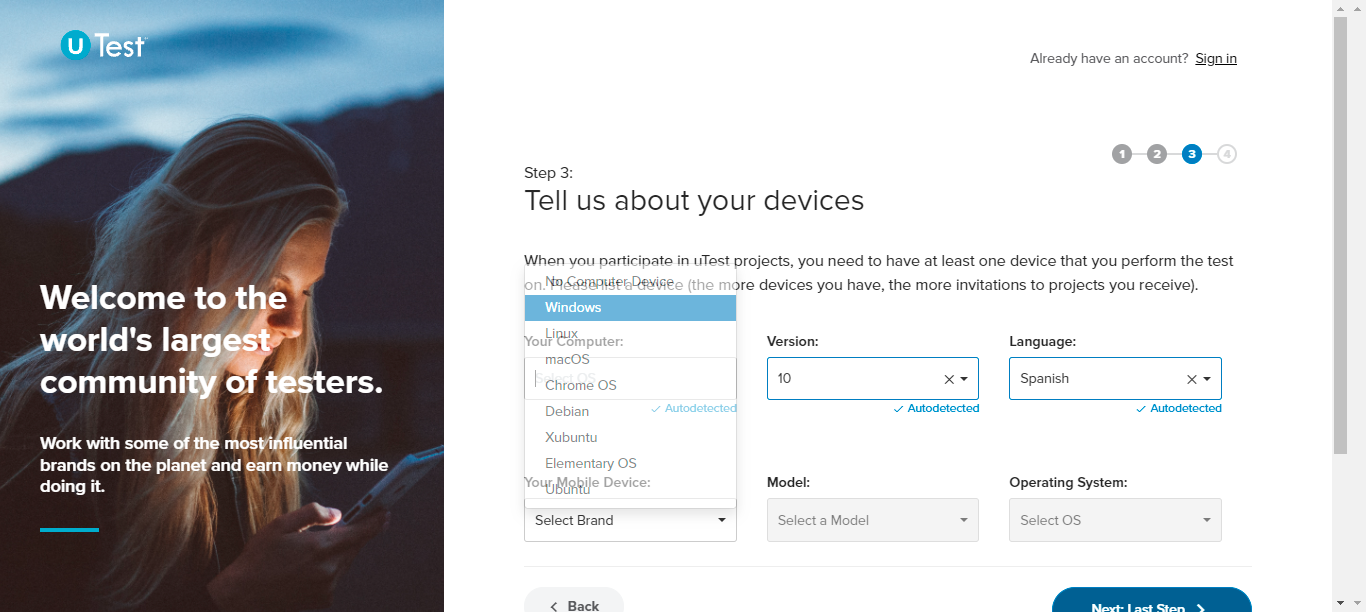 uTest
Already have an account? Sign in
1 2 3 4
Step 3:
Tell us about your devices
When you participate in uTest projects, you need to have at least one device that you perform the test
on. Please list a device (the more devices you have, the more invitations to projects you receive).
Welcome to the
world's largest
community of testers.
Work with some of the most influential
brands on the planet and earn money while
doing it.
Your Computer:
Select OS
Autodetected
No Computer Device
Windows
Linux
macOS
Chrome OS
Debian
Xubuntu
Elementary OS
Ubuntu
Version:
10
Autodetected
Language:
Spanish
Autodetected
Your Mobile Device:
Select Brand
Model:
Select a Model
Operating System:
Select OS
Back
Next: Last Step